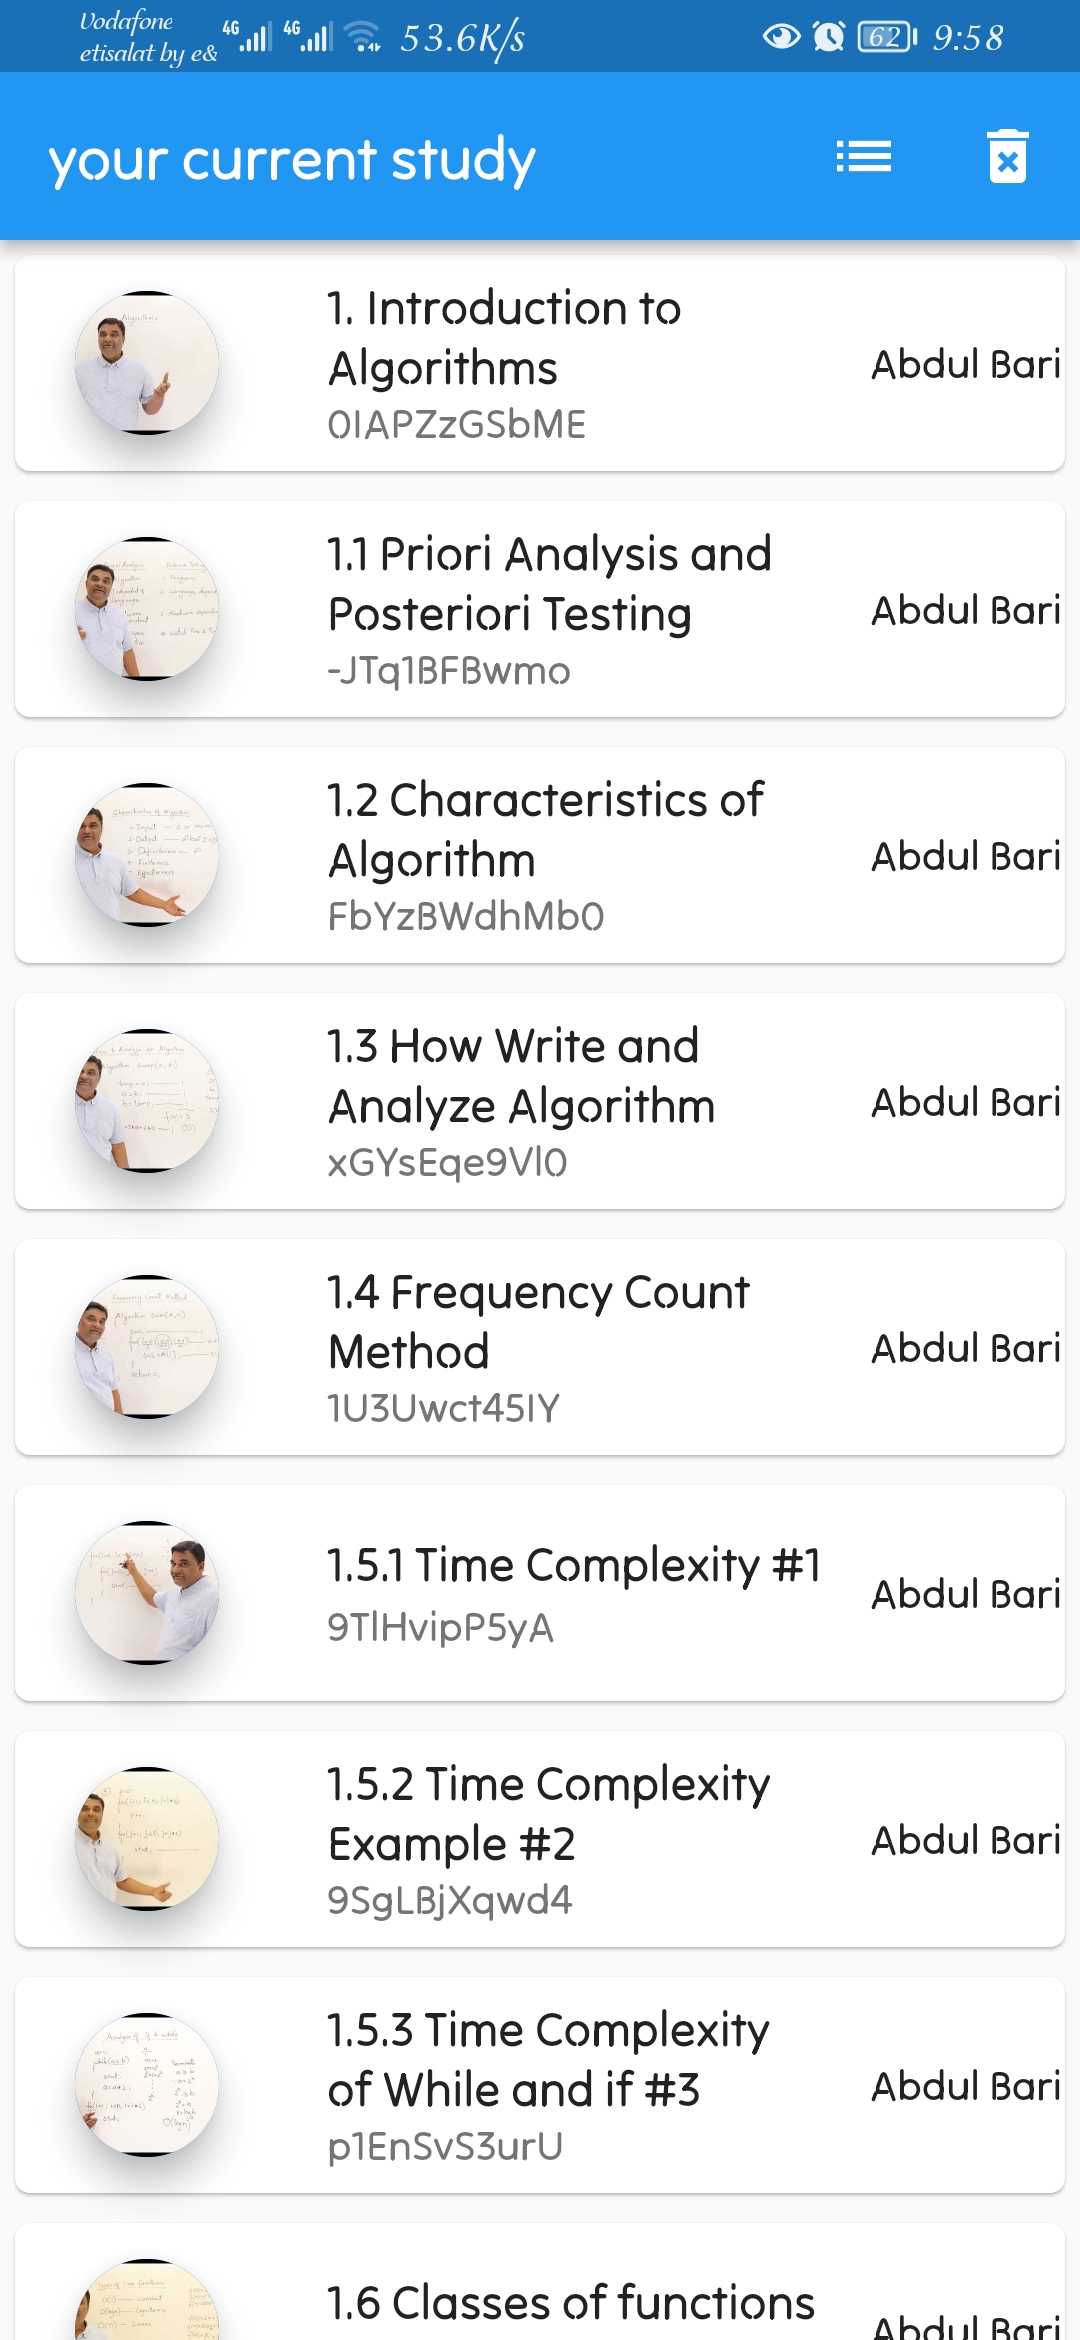 Vodafone
etisalat by e&
4G 4G 53.6K/s 62 9:58
your current study
1. Introduction to
Algorithms
0IAPZzGSbME
Abdul Bari
1.1 Priori Analysis and
Posteriori Testing
-JTq1BFBwmo
Abdul Bari
1.2 Characteristics of
Algorithm
FbYzBWdhMb0
Abdul Bari
1.3 How Write and
Analyze Algorithm
xGYsEqe9Vl0
Abdul Bari
1.4 Frequency Count
Method
1U3Uwct45IY
Abdul Bari
1.5.1 Time Complexity #1
9TlHvipP5yA
Abdul Bari
1.5.2 Time Complexity
Example #2
9SgLBjXqwd4
Abdul Bari
1.5.3 Time Complexity
of While and if #3
p1EnSvS3urU
Abdul Bari
1.6 Classes of functions
Abdul Bari